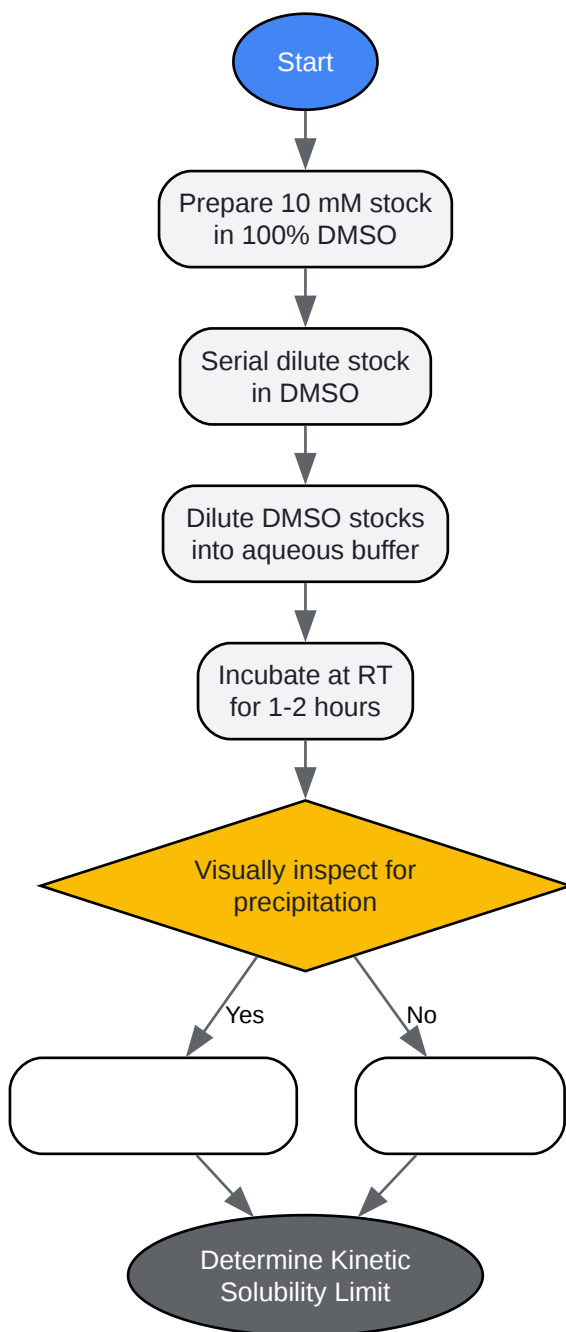 Start
Prepare 10 mM stock
in 100% DMSO
Serial dilute stock
in DMSO
Dilute DMSO stocks
into aqueous buffer
Incubate at RT
for 1-2 hours
Visually inspect for
precipitation
Yes
No
Determine Kinetic
Solubility Limit